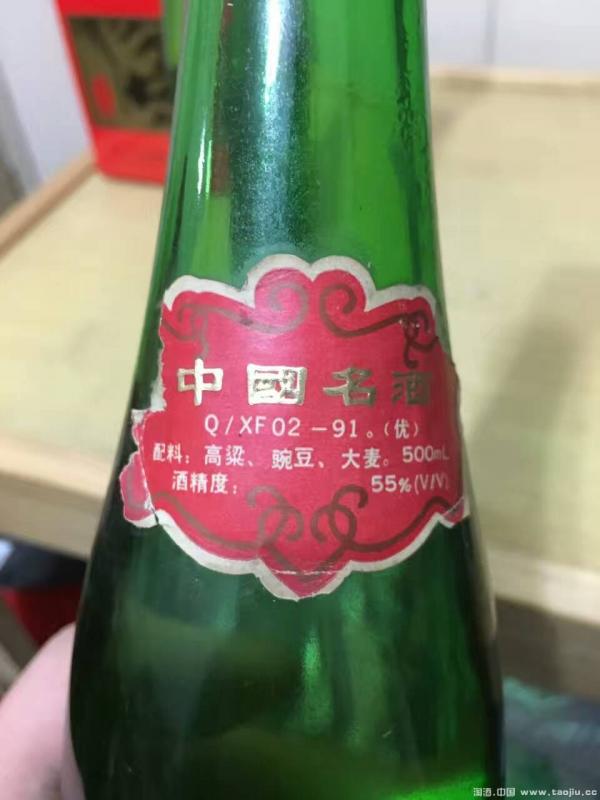 中國名酒
Q/XF02-91。(优)
配料：高粱、豌豆、大麦。500mL
酒精度： 55%(V/V)
淘酒.中国 www.taojiu.cc